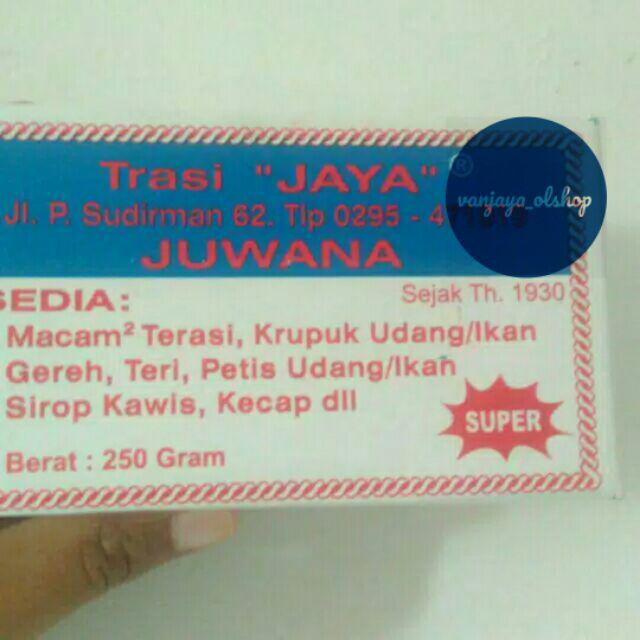 Trasi "JAYA" ®
Jl. P. Sudirman 62. Tlp 0295 -
JUWANA
vanjaya_olshop
SEDIA:
Sejak Th. 1930
Macam² Terasi, Krupuk Udang/Ikan
Gereh, Teri, Petis Udang/Ikan
Sirop Kawis, Kecap dll
SUPER
Berat : 250 Gram